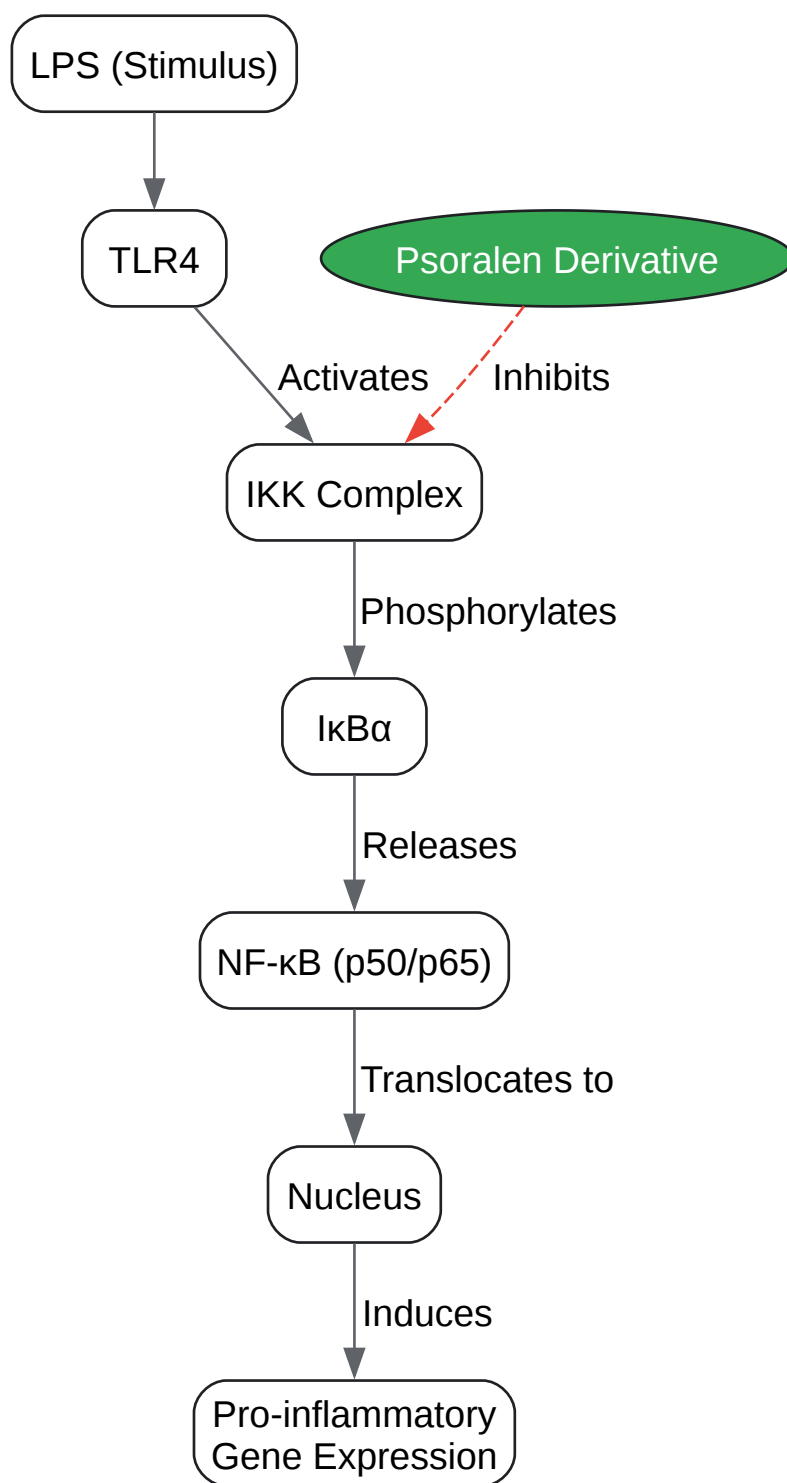 LPS (Stimulus)
TLR4
Psoralen Derivative
Activates
Inhibits
IKK Complex
Phosphorylates
IκBα
Releases
NF-κB (p50/p65)
Translocates to
Nucleus
Induces
Pro-inflammatory
Gene Expression